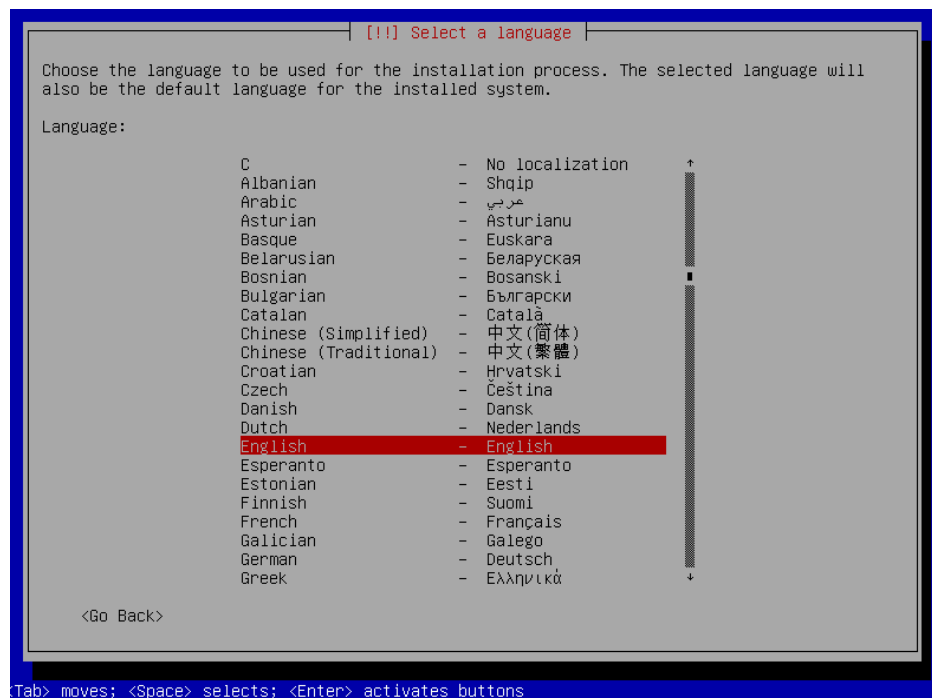 [!!] Select a language
Choose the language to be used for the installation process. The selected language will
also be the default language for the installed system.
Language:
C - No localization
Albanian - Shqip
Arabic - عربي
Asturian - Asturianu
Basque - Euskara
Belarusian - Беларуская
Bosnian - Bosanski
Bulgarian - Български
Catalan - Català
Chinese (Simplified) - 中文(简体)
Chinese (Traditional) - 中文(繁體)
Croatian - Hrvatski
Czech - Čeština
Danish - Dansk
Dutch - Nederlands
English - English
Esperanto - Esperanto
Estonian - Eesti
Finnish - Suomi
French - Français
Galician - Galego
German - Deutsch
Greek - Ελληνικά
<Go Back>
<Tab> moves; <Space> selects; <Enter> activates buttons